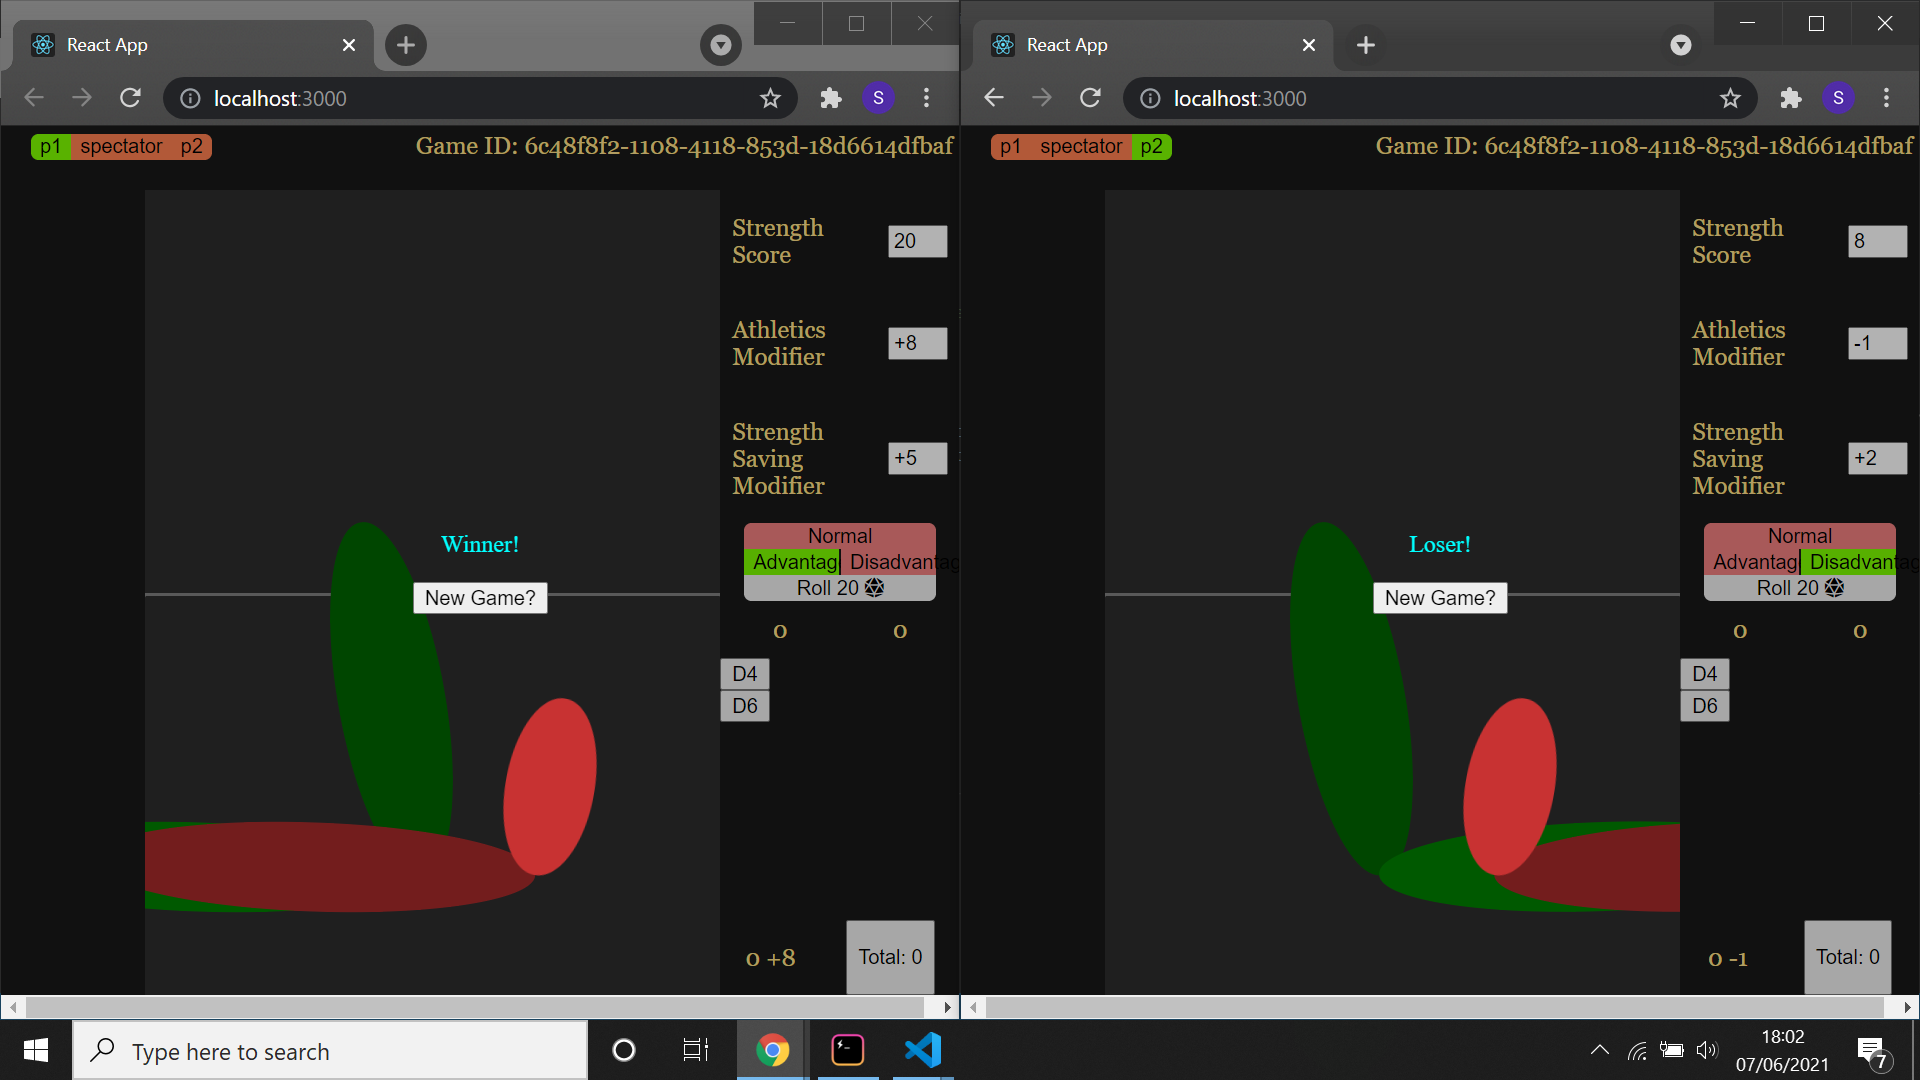 React App
localhost:3000
S
p1 spectator p2
Game ID: 6c48f8f2-1108-4118-853d-18d6614dfbaf
Strength
Score
20
Athletics
Modifier
+8
Strength
Saving
Modifier
+5
Winner!
New Game?
Normal
Advantag Disadvantag
Roll 20
0 0
D4
D6
0 +8
Total: 0
React App
localhost:3000
S
p1 spectator p2
Game ID: 6c48f8f2-1108-4118-853d-18d6614dfbaf
Strength
Score
8
Athletics
Modifier
-1
Strength
Saving
Modifier
+2
Loser!
New Game?
Normal
Advantag Disadvantag
Roll 20
0 0
D4
D6
0 -1
Total: 0
Type here to search
18:02
07/06/2021
7